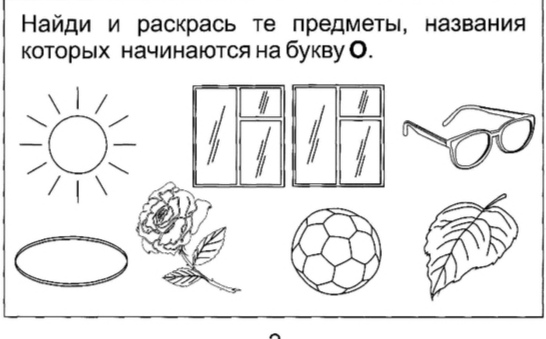 Найди и раскрась те предметы, названия
которых начинаются на букву О.